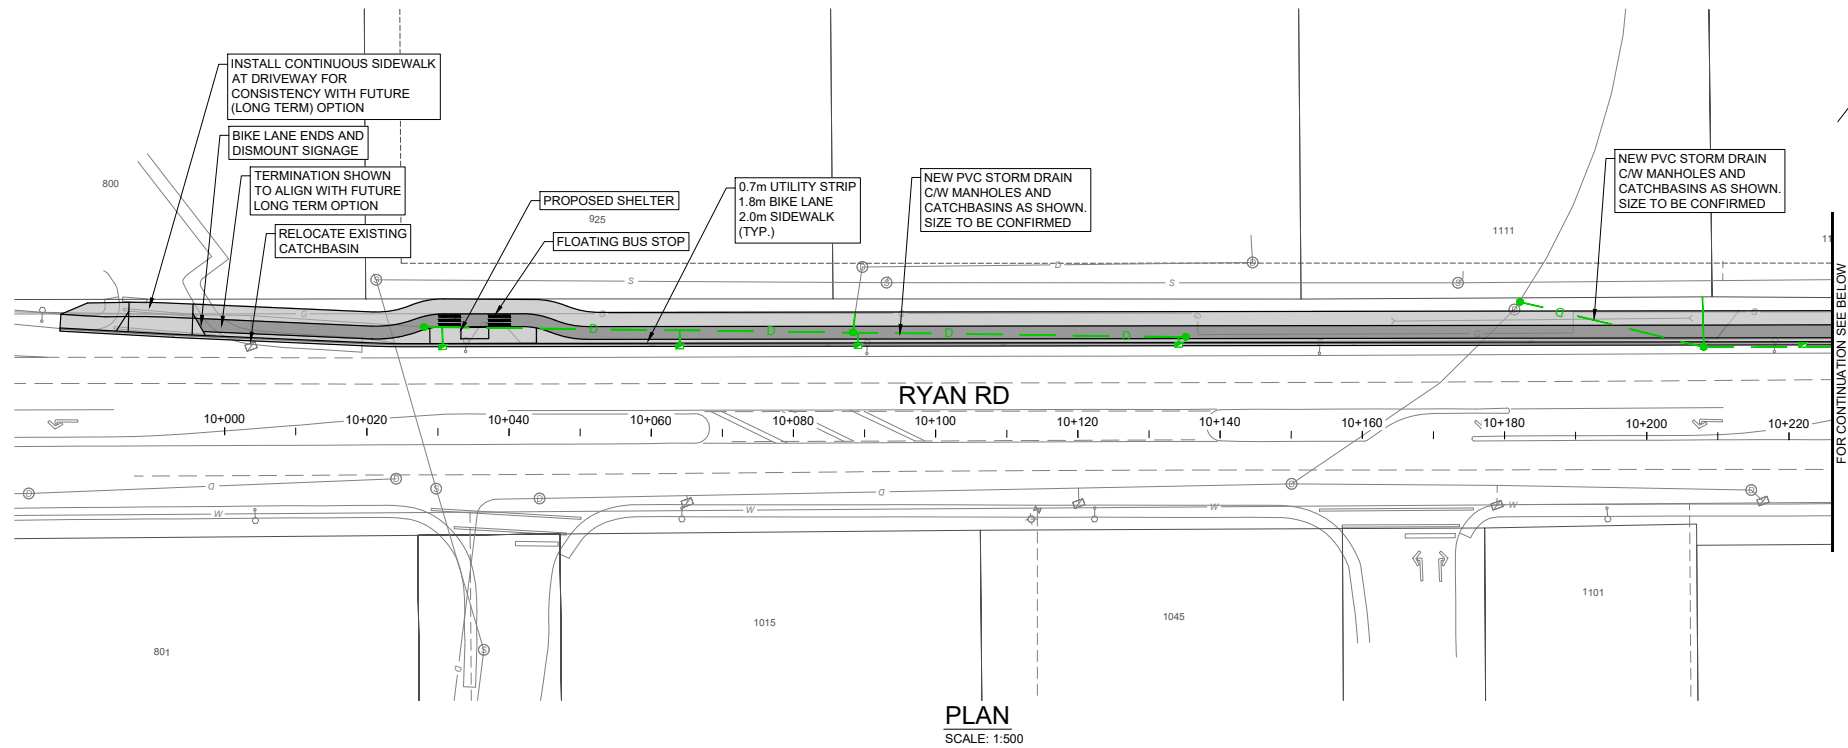 INSTALL CONTINUOUS SIDEWALK
AT DRIVEWAY FOR
CONSISTENCY WITH FUTURE
(LONG TERM) OPTION
BIKE LANE ENDS AND
DISMOUNT SIGNAGE
TERMINATION SHOWN
TO ALIGN WITH FUTURE
LONG TERM OPTION
RELOCATE EXISTING
CATCHBASIN
PROPOSED SHELTER
925
FLOATING BUS STOP
0.7m UTILITY STRIP
1.8m BIKE LANE
2.0m SIDEWALK
(TYP.)
NEW PVC STORM DRAIN
C/W MANHOLES AND
CATCHBASINS AS SHOWN.
SIZE TO BE CONFIRMED
NEW PVC STORM DRAIN
C/W MANHOLES AND
CATCHBASINS AS SHOWN.
SIZE TO BE CONFIRMED
800
1111
11
D
D
D
S
S
S
S
S
S
G
G
G
G
D
D
D
D
D
D
D
RYAN RD
10+000
10+020
10+040
10+060
10+080
10+100
10+120
10+140
10+160
10+180
10+200
10+220
FOR CONTINUATION SEE BELOW
D
D
D
S
D
D
D
D
W
W
W
W
D
S
801
1015
1045
1101
PLAN
SCALE: 1:500